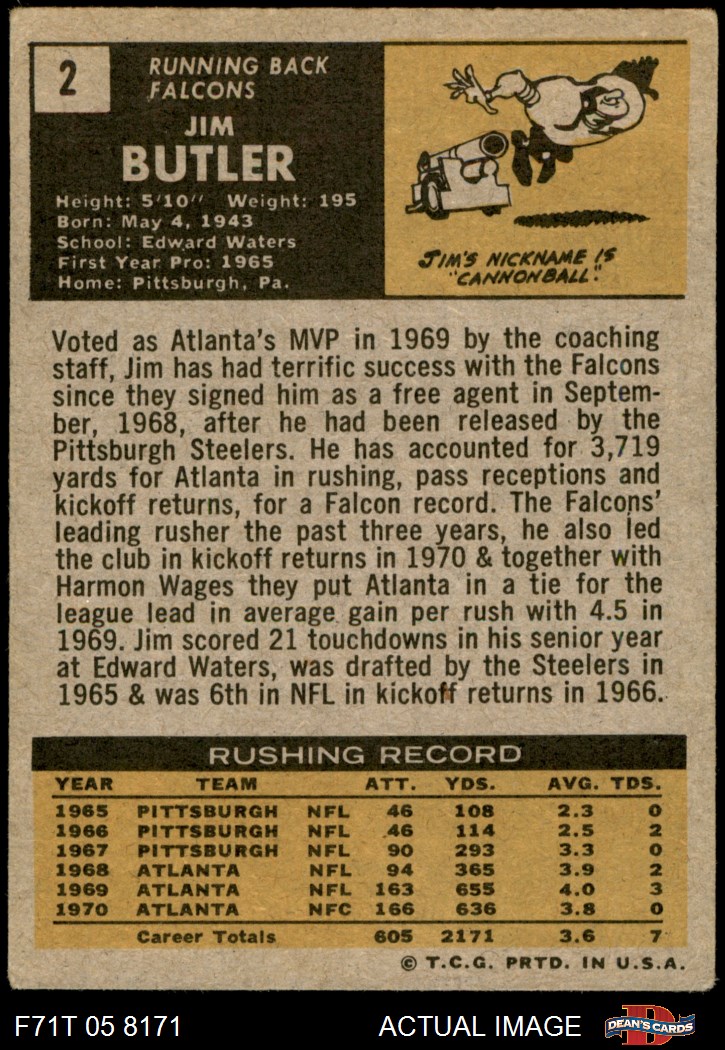 2
RUNNING BACK
FALCONS
JIM
BUTLER
Height: 5'10" Weight: 195
Born: May 4, 1943
School: Edward Waters
First Year Pro: 1965
Home: Pittsburgh, Pa.
JIM'S NICKNAME IS
"CANNONBALL."
Voted as Atlanta's MVP in 1969 by the coaching
staff, Jim has had terrific success with the Falcons
since they signed him as a free agent in Septem-
ber, 1968, after he had been released by the
Pittsburgh Steelers. He has accounted for 3,719
yards for Atlanta in rushing, pass receptions and
kickoff returns, for a Falcon record. The Falcons'
leading rusher the past three years, he also led
the club in kickoff returns in 1970 & together with
Harmon Wages they put Atlanta in a tie for the
league lead in average gain per rush with 4.5 in
1969. Jim scored 21 touchdowns in his senior year
at Edward Waters, was drafted by the Steelers in
1965 & was 6th in NFL in kickoff returns in 1966.
RUSHING RECORD
YEAR TEAM ATT. YDS. AVG. TDS.
1965 PITTSBURGH NFL 46 108 2.3 0
1966 PITTSBURGH NFL 46 114 2.5 2
1967 PITTSBURGH NFL 90 293 3.3 0
1968 ATLANTA NFL 94 365 3.9 2
1969 ATLANTA NFL 163 655 4.0 3
1970 ATLANTA NFC 166 636 3.8 0
Career Totals 605 2171 3.6 7
© T.C.G. PRTD. IN U.S.A.
F71T 05 8171 ACTUAL IMAGE
D
DEAN'S CARDS